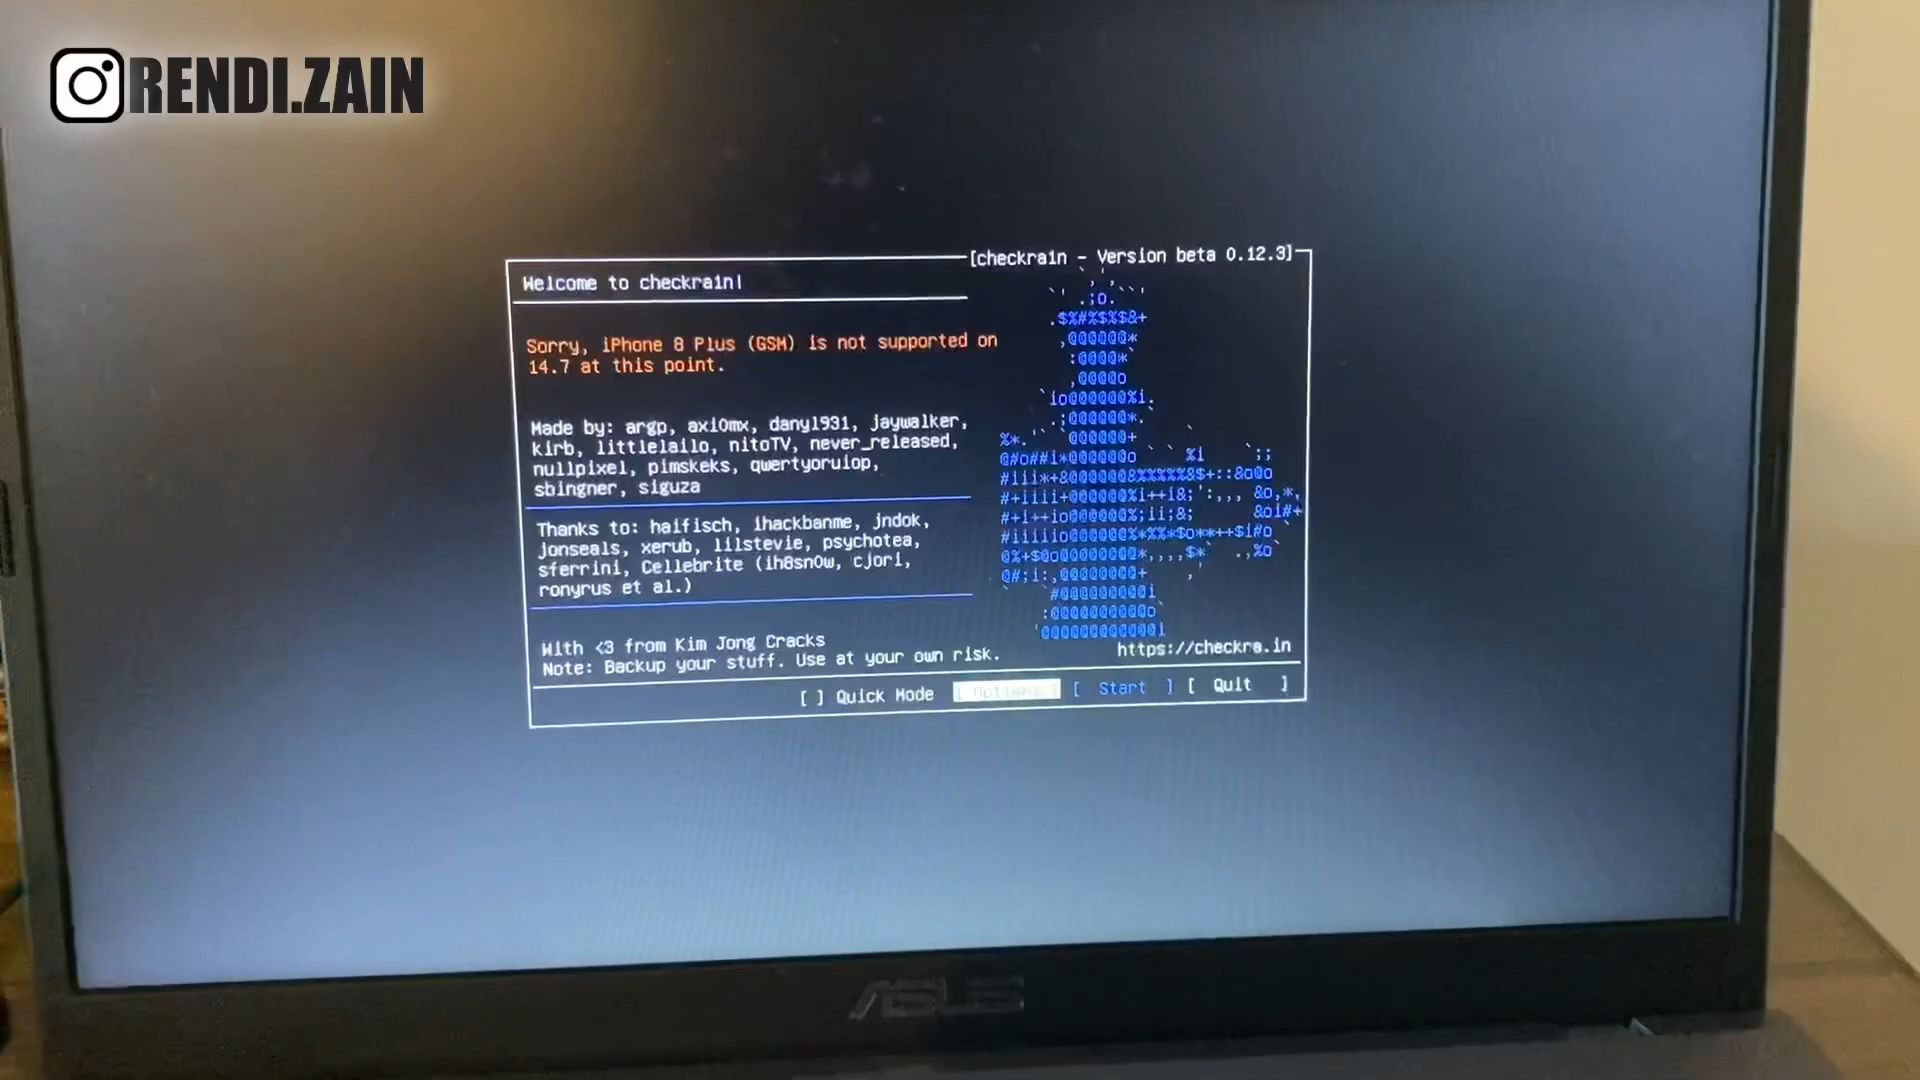 RENDI.ZAIN
[checkra1n - Version beta 0.12.3]
Welcome to checkra1n!
Sorry, iPhone 8 Plus (GSM) is not supported on
14.7 at this point.
Made by: argp, axi0mx, danyl931, jaywalker,
kirb, littlelailo, nitoTV, never_released,
nullpixel, pimskeks, qwertyoruiop,
sbingner, siguza
Thanks to: haifisch, ihackbanme, jndok,
jonseals, xerub, lilstevie, psychotea,
sferrini, Cellebrite (ih8sn0w, cjori,
ronyrus et al.)
With <3 from Kim Jong Cracks
Note: Backup your stuff. Use at your own risk.
https://checkra.in
[ ] Quick Mode [ Options ] [ Start ] [ Quit ]
ASUS